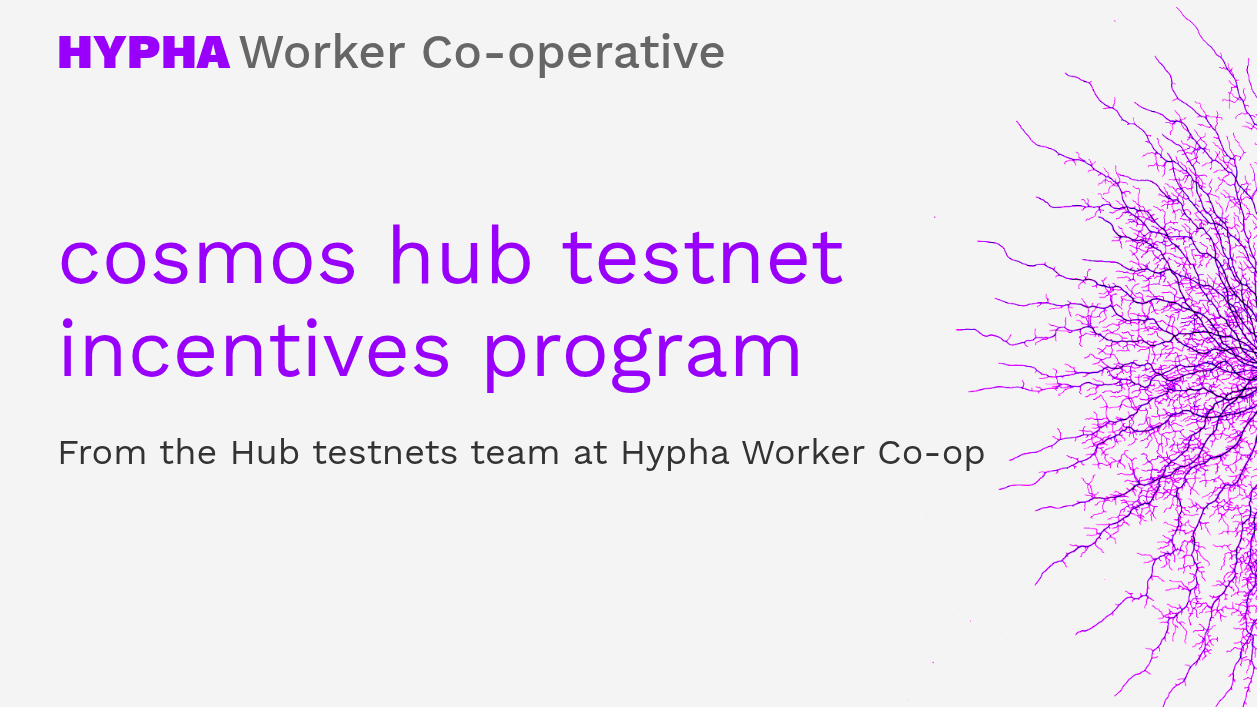 HYPHA Worker Co-operative
cosmos hub testnet
incentives program
From the Hub testnets team at Hypha Worker Co-op